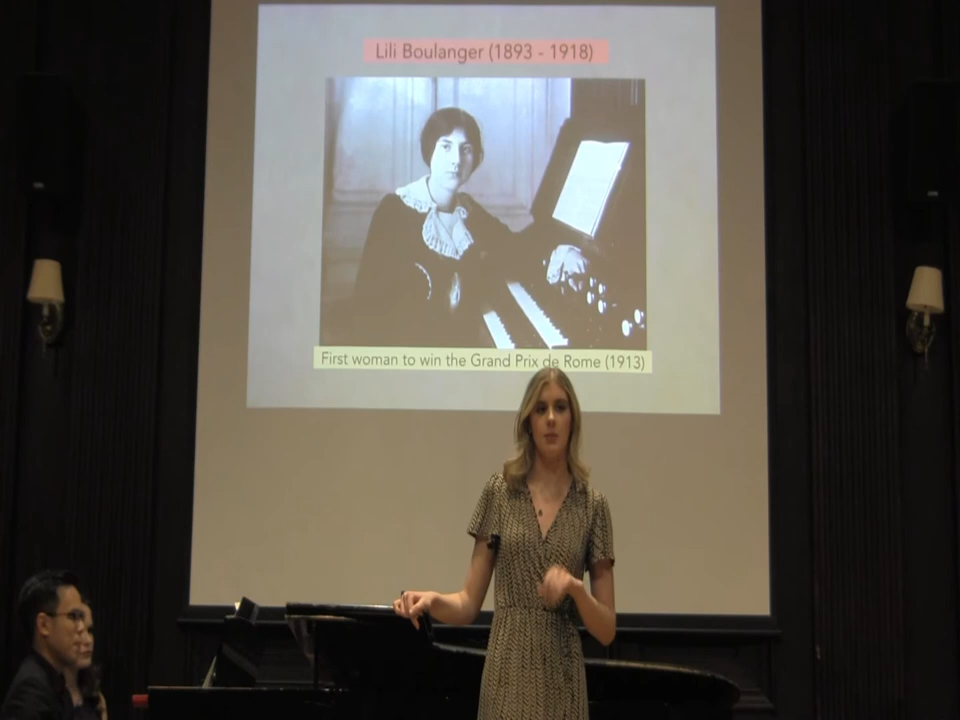 Lili Boulanger (1893 - 1918)
First woman to win the Grand Prix de Rome (1913)